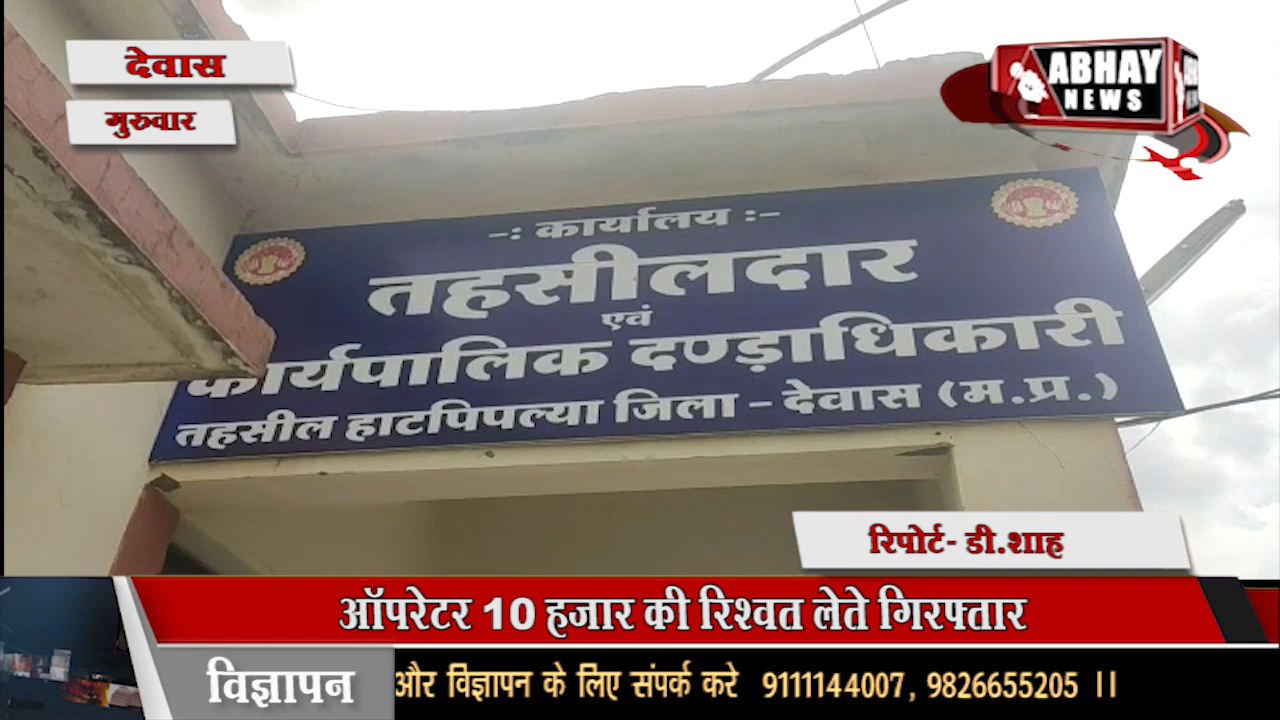 देवास
गुरुवार
ABHAY
NEWS
-: कार्यालय :-
तहसीलदार
एवं
कार्यपालिक दण्ड़ाधिकारी
तहसील हाटपिपल्या जिला - देवास (म.प्र.)
रिपोर्ट- डी.शाह
ऑपरेटर 10 हजार की रिश्वत लेते गिरफ्तार
विज्ञापन और विज्ञापन के लिए संपर्क करे 9111144007, 9826655205 ।।